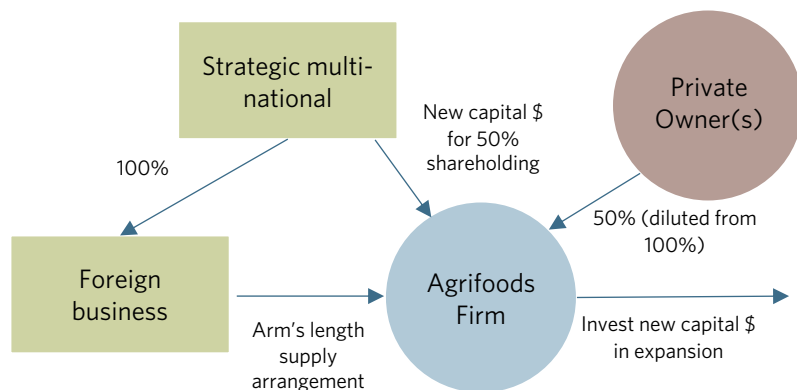 Strategic multi-
national
Private
Owner(s)
New capital $
for 50%
shareholding
100%
50% (diluted from
100%)
Foreign
business
Agrifoods
Firm
Arm’s length
supply
arrangement
Invest new capital $
in expansion